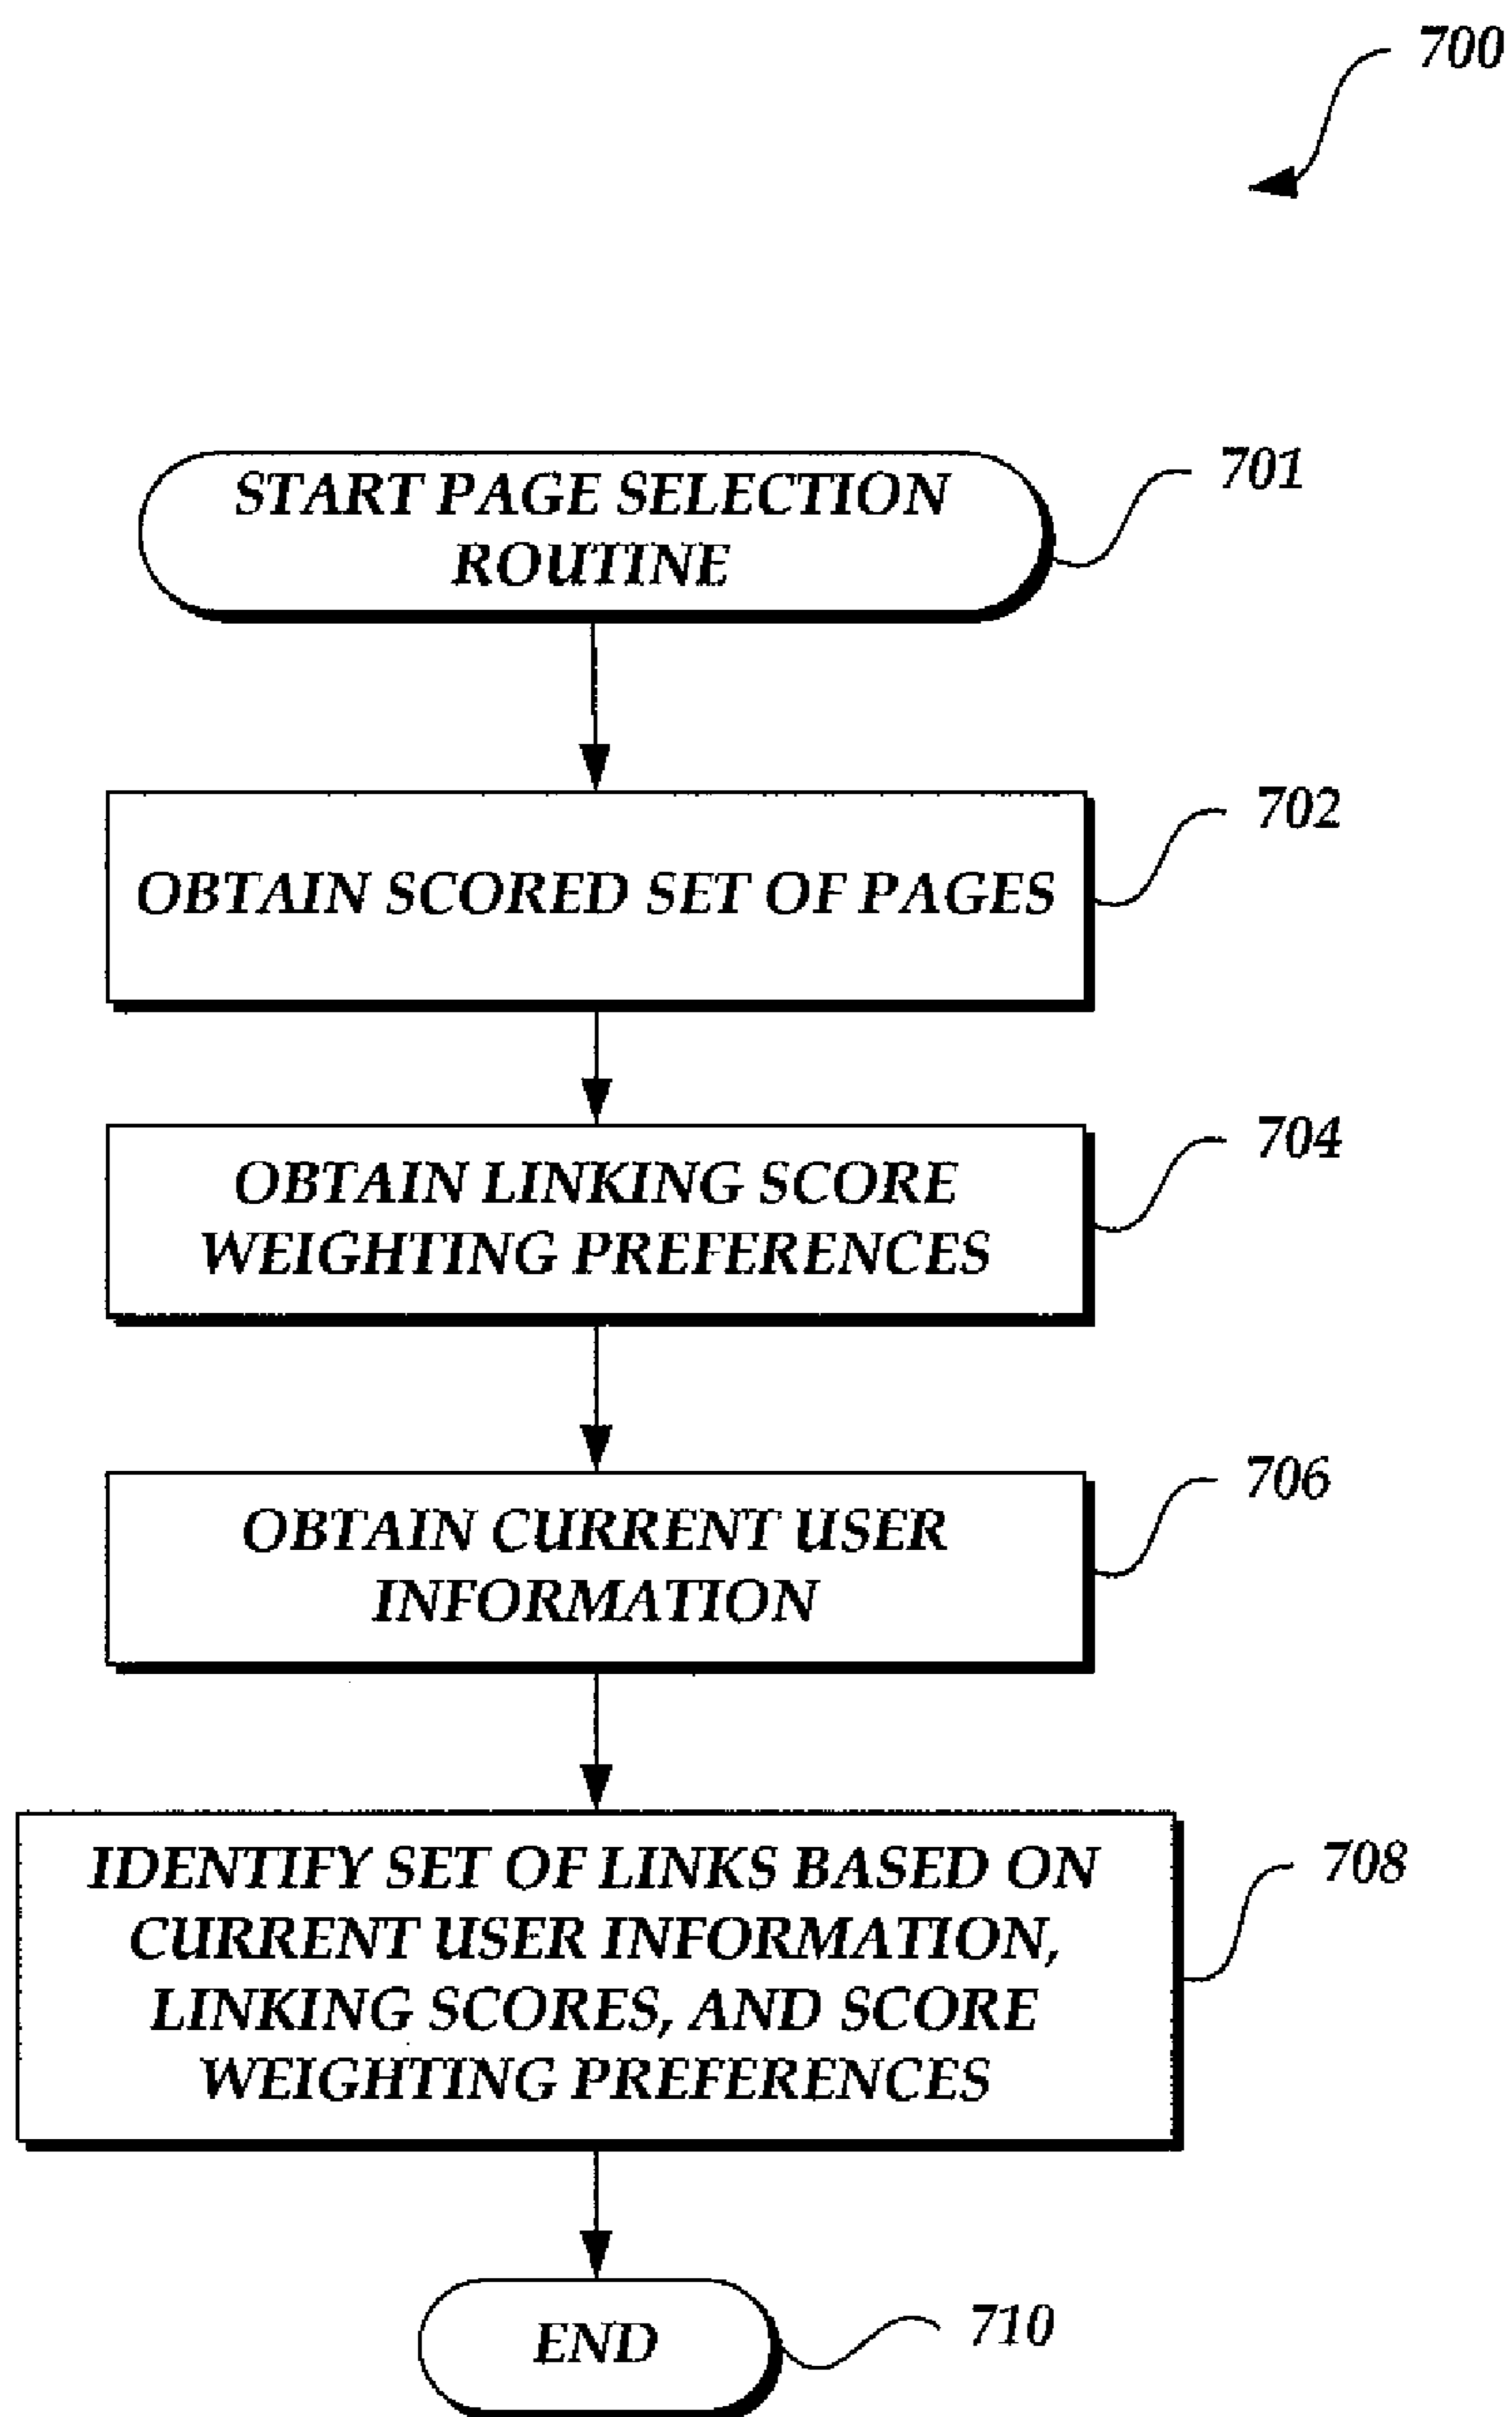 700
START PAGE SELECTION
ROUTINE
701
OBTAIN SCORED SET OF PAGES
702
OBTAIN LINKING SCORE
WEIGHTING PREFERENCES
704
OBTAIN CURRENT USER
INFORMATION
706
IDENTIFY SET OF LINKS BASED ON
CURRENT USER INFORMATION,
LINKING SCORES, AND SCORE
WEIGHTING PREFERENCES
708
END
710